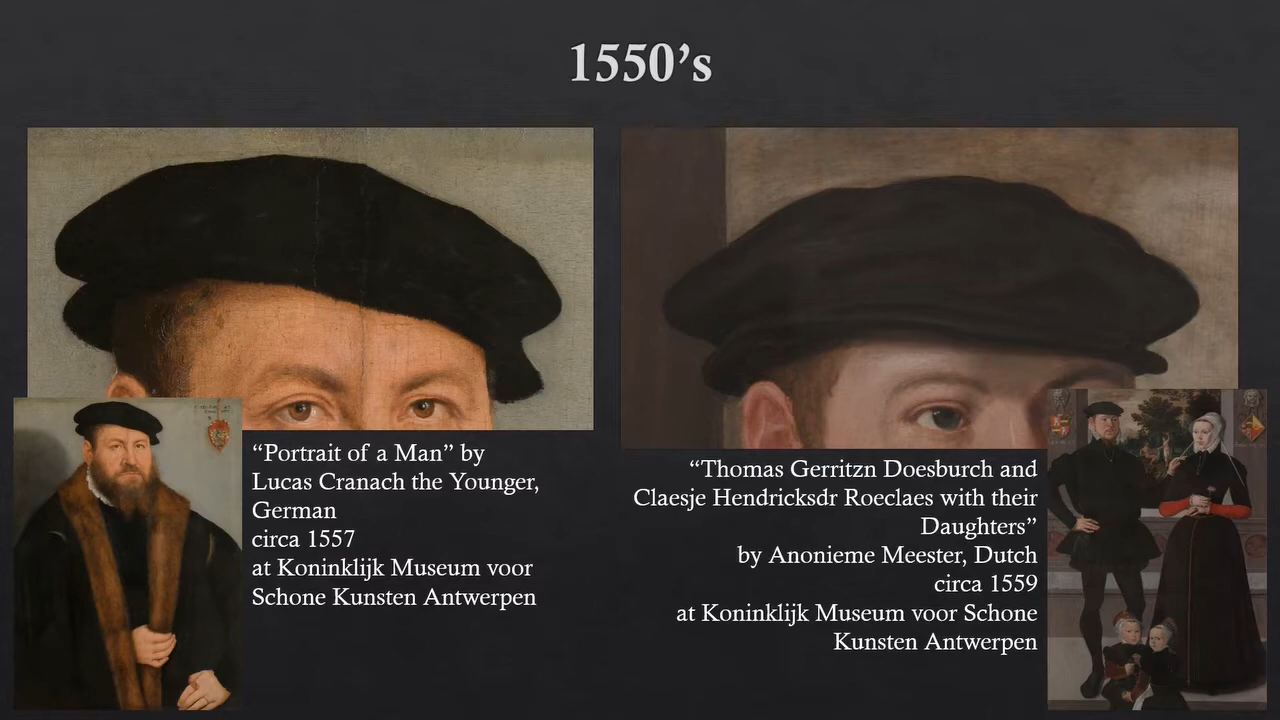 1550’s
“Portrait of a Man” by
Lucas Cranach the Younger,
German
circa 1557
at Koninklijk Museum voor
Schone Kunsten Antwerpen
“Thomas Gerritzn Doesburch and
Claesje Hendricksdr Roeclaes with their
Daughters”
by Anonieme Meester, Dutch
circa 1559
at Koninklijk Museum voor Schone
Kunsten Antwerpen